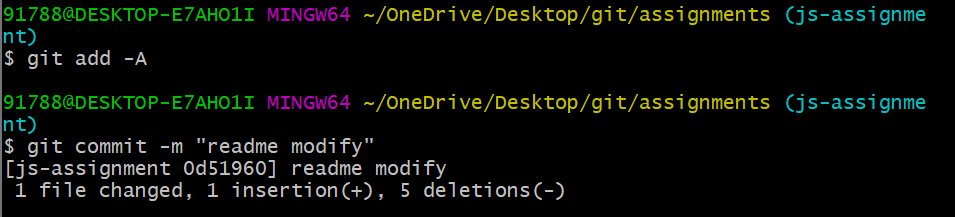 91788@DESKTOP-E7AHO1I MINGW64 ~/OneDrive/Desktop/git/assignments (js-assignme
nt)
$ git add -A
91788@DESKTOP-E7AHO1I MINGW64 ~/OneDrive/Desktop/git/assignments (js-assignme
nt)
$ git commit -m "readme modify"
[js-assignment 0d51960] readme modify
 1 file changed, 1 insertion(+), 5 deletions(-)